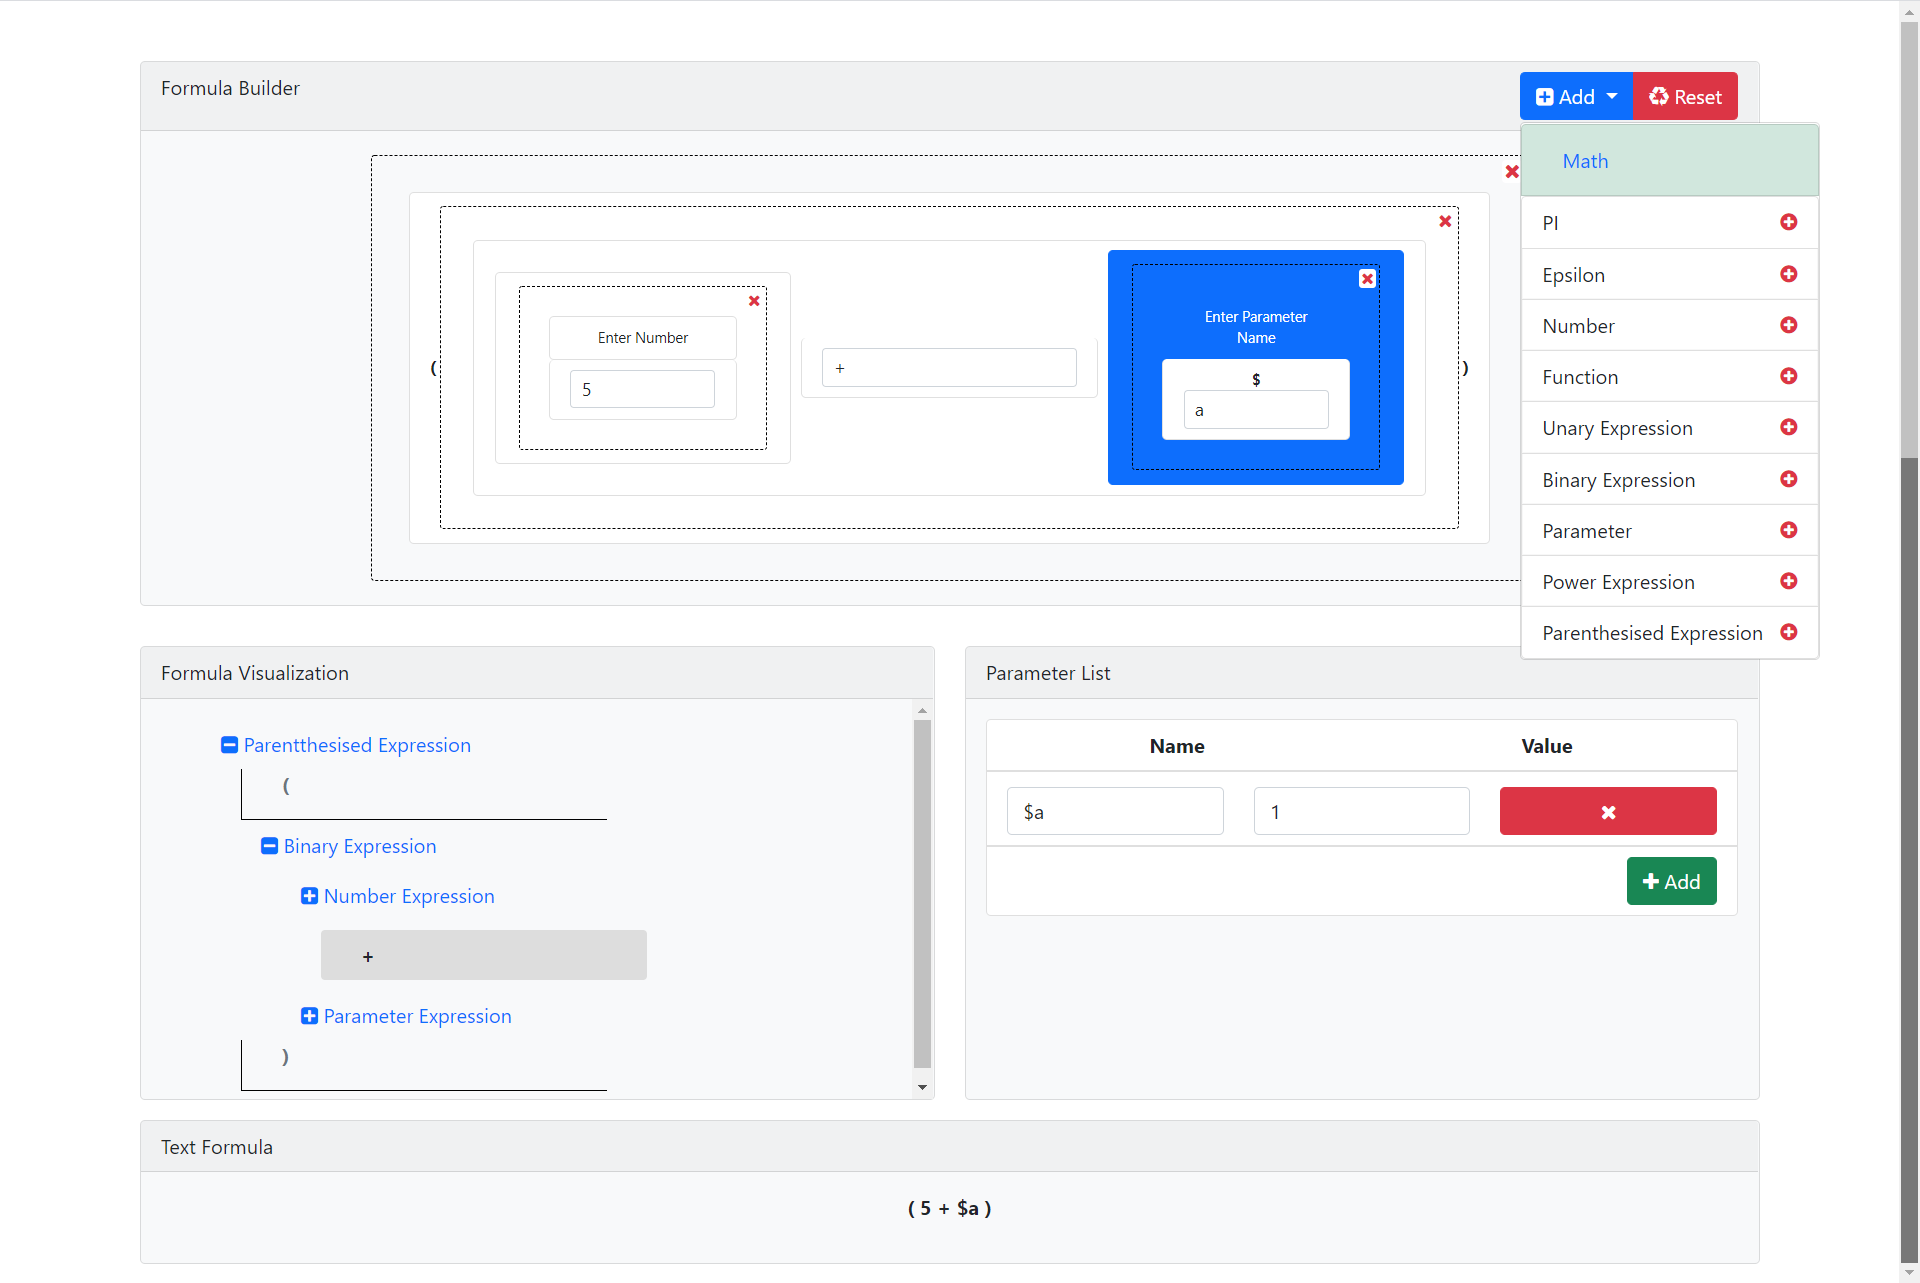 Formula Builder
Add
Reset
Math
PI
Epsilon
Number
Function
Unary Expression
Binary Expression
Parameter
Power Expression
Parenthesised Expression
(
Enter Number
5
+
Enter Parameter
Name
$
a
)
Formula Visualization
Parentthesised Expression
(
Binary Expression
Number Expression
+
Parameter Expression
)
Parameter List
Name Value
$a 1
Add
Text Formula
( 5 + $a )